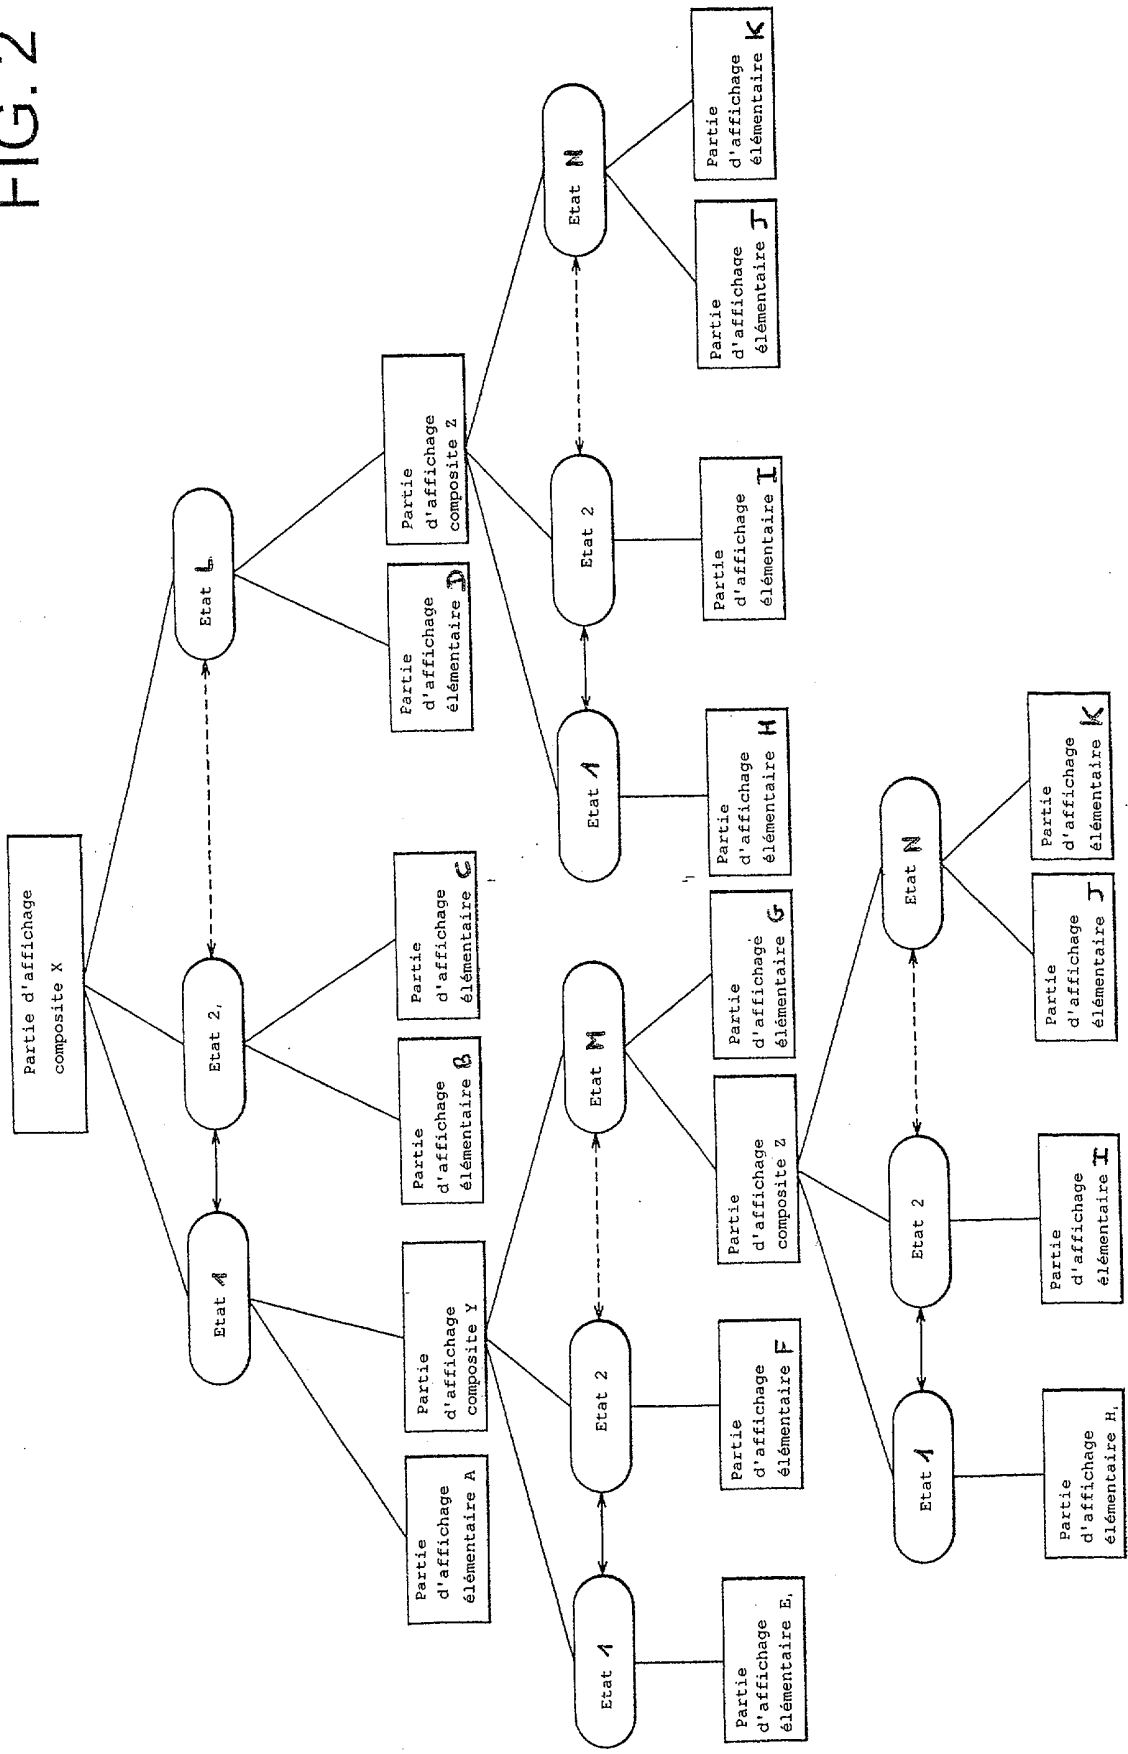 FIG. 2
Partie d'affichage
composite X
Etat 1
Etat 2,
Etat L
Partie
d'affichage
élémentaire A
Partie
d'affichage
composite Y
Partie
d'affichage
élémentaire B
Partie
d'affichage
élémentaire C
Partie
d'affichage
élémentaire D
Partie
d'affichage
composite Z
Etat 1
Etat 2
Etat M
Etat 1
Etat 2
Etat N
Partie
d'affichage
élémentaire E,
Partie
d'affichage
élémentaire F
Partie
d'affichage
composite Z
Partie
d'affichage
élémentaire G
Partie
d'affichage
élémentaire H
Partie
d'affichage
élémentaire I
Partie
d'affichage
élémentaire J
Partie
d'affichage
élémentaire K
Etat 1
Etat 2
Etat N
Partie
d'affichage
élémentaire H,
Partie
d'affichage
élémentaire I
Partie
d'affichage
élémentaire J
Partie
d'affichage
élémentaire K